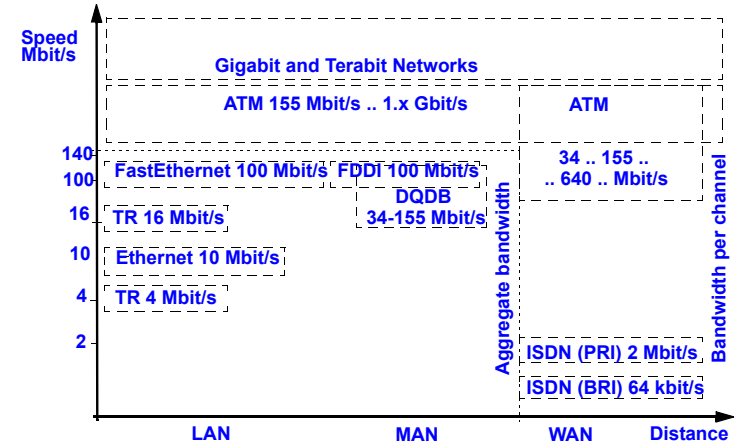 Speed
Mbit/s
Gigabit and Terabit Networks
ATM 155 Mbit/s .. 1.x Gbit/s
ATM
34 .. 155 ..
.. 640 .. Mbit/s
140
100
16
10
4
2
FastEthernet 100 Mbit/s
FDDI 100 Mbit/s
DQDB
34-155 Mbit/s
TR 16 Mbit/s
Ethernet 10 Mbit/s
TR 4 Mbit/s
Aggregate bandwidth
Bandwidth per channel
ISDN (PRI) 2 Mbit/s
ISDN (BRI) 64 kbit/s
LAN
MAN
WAN
Distance